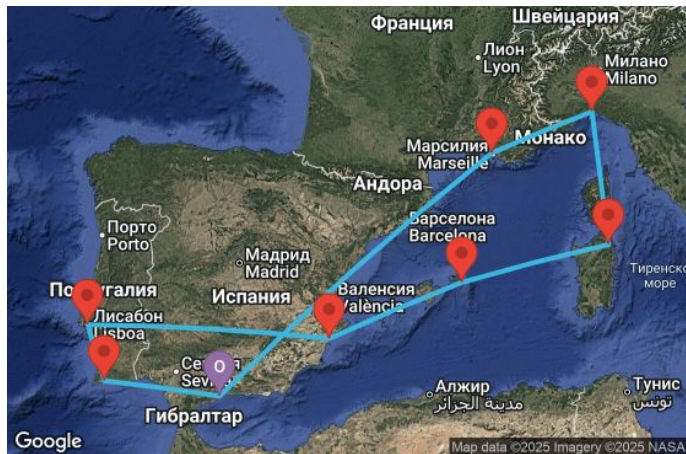 Франция
Швейцария
Лион
Lyon
Милано
Milano
Марсилия
Marseille
Монако
Андора
Барселона
Barcelona
Порто
Porto
Мадрид
Madrid
Тиренско
море
Испания
Валенсия
València
Лисабон
Lisboa
O
Гибралтар
Алжир
مدينة الجزائر
Тунис
تونس
Google
Map data ©2025 Imagery ©2025 NASA